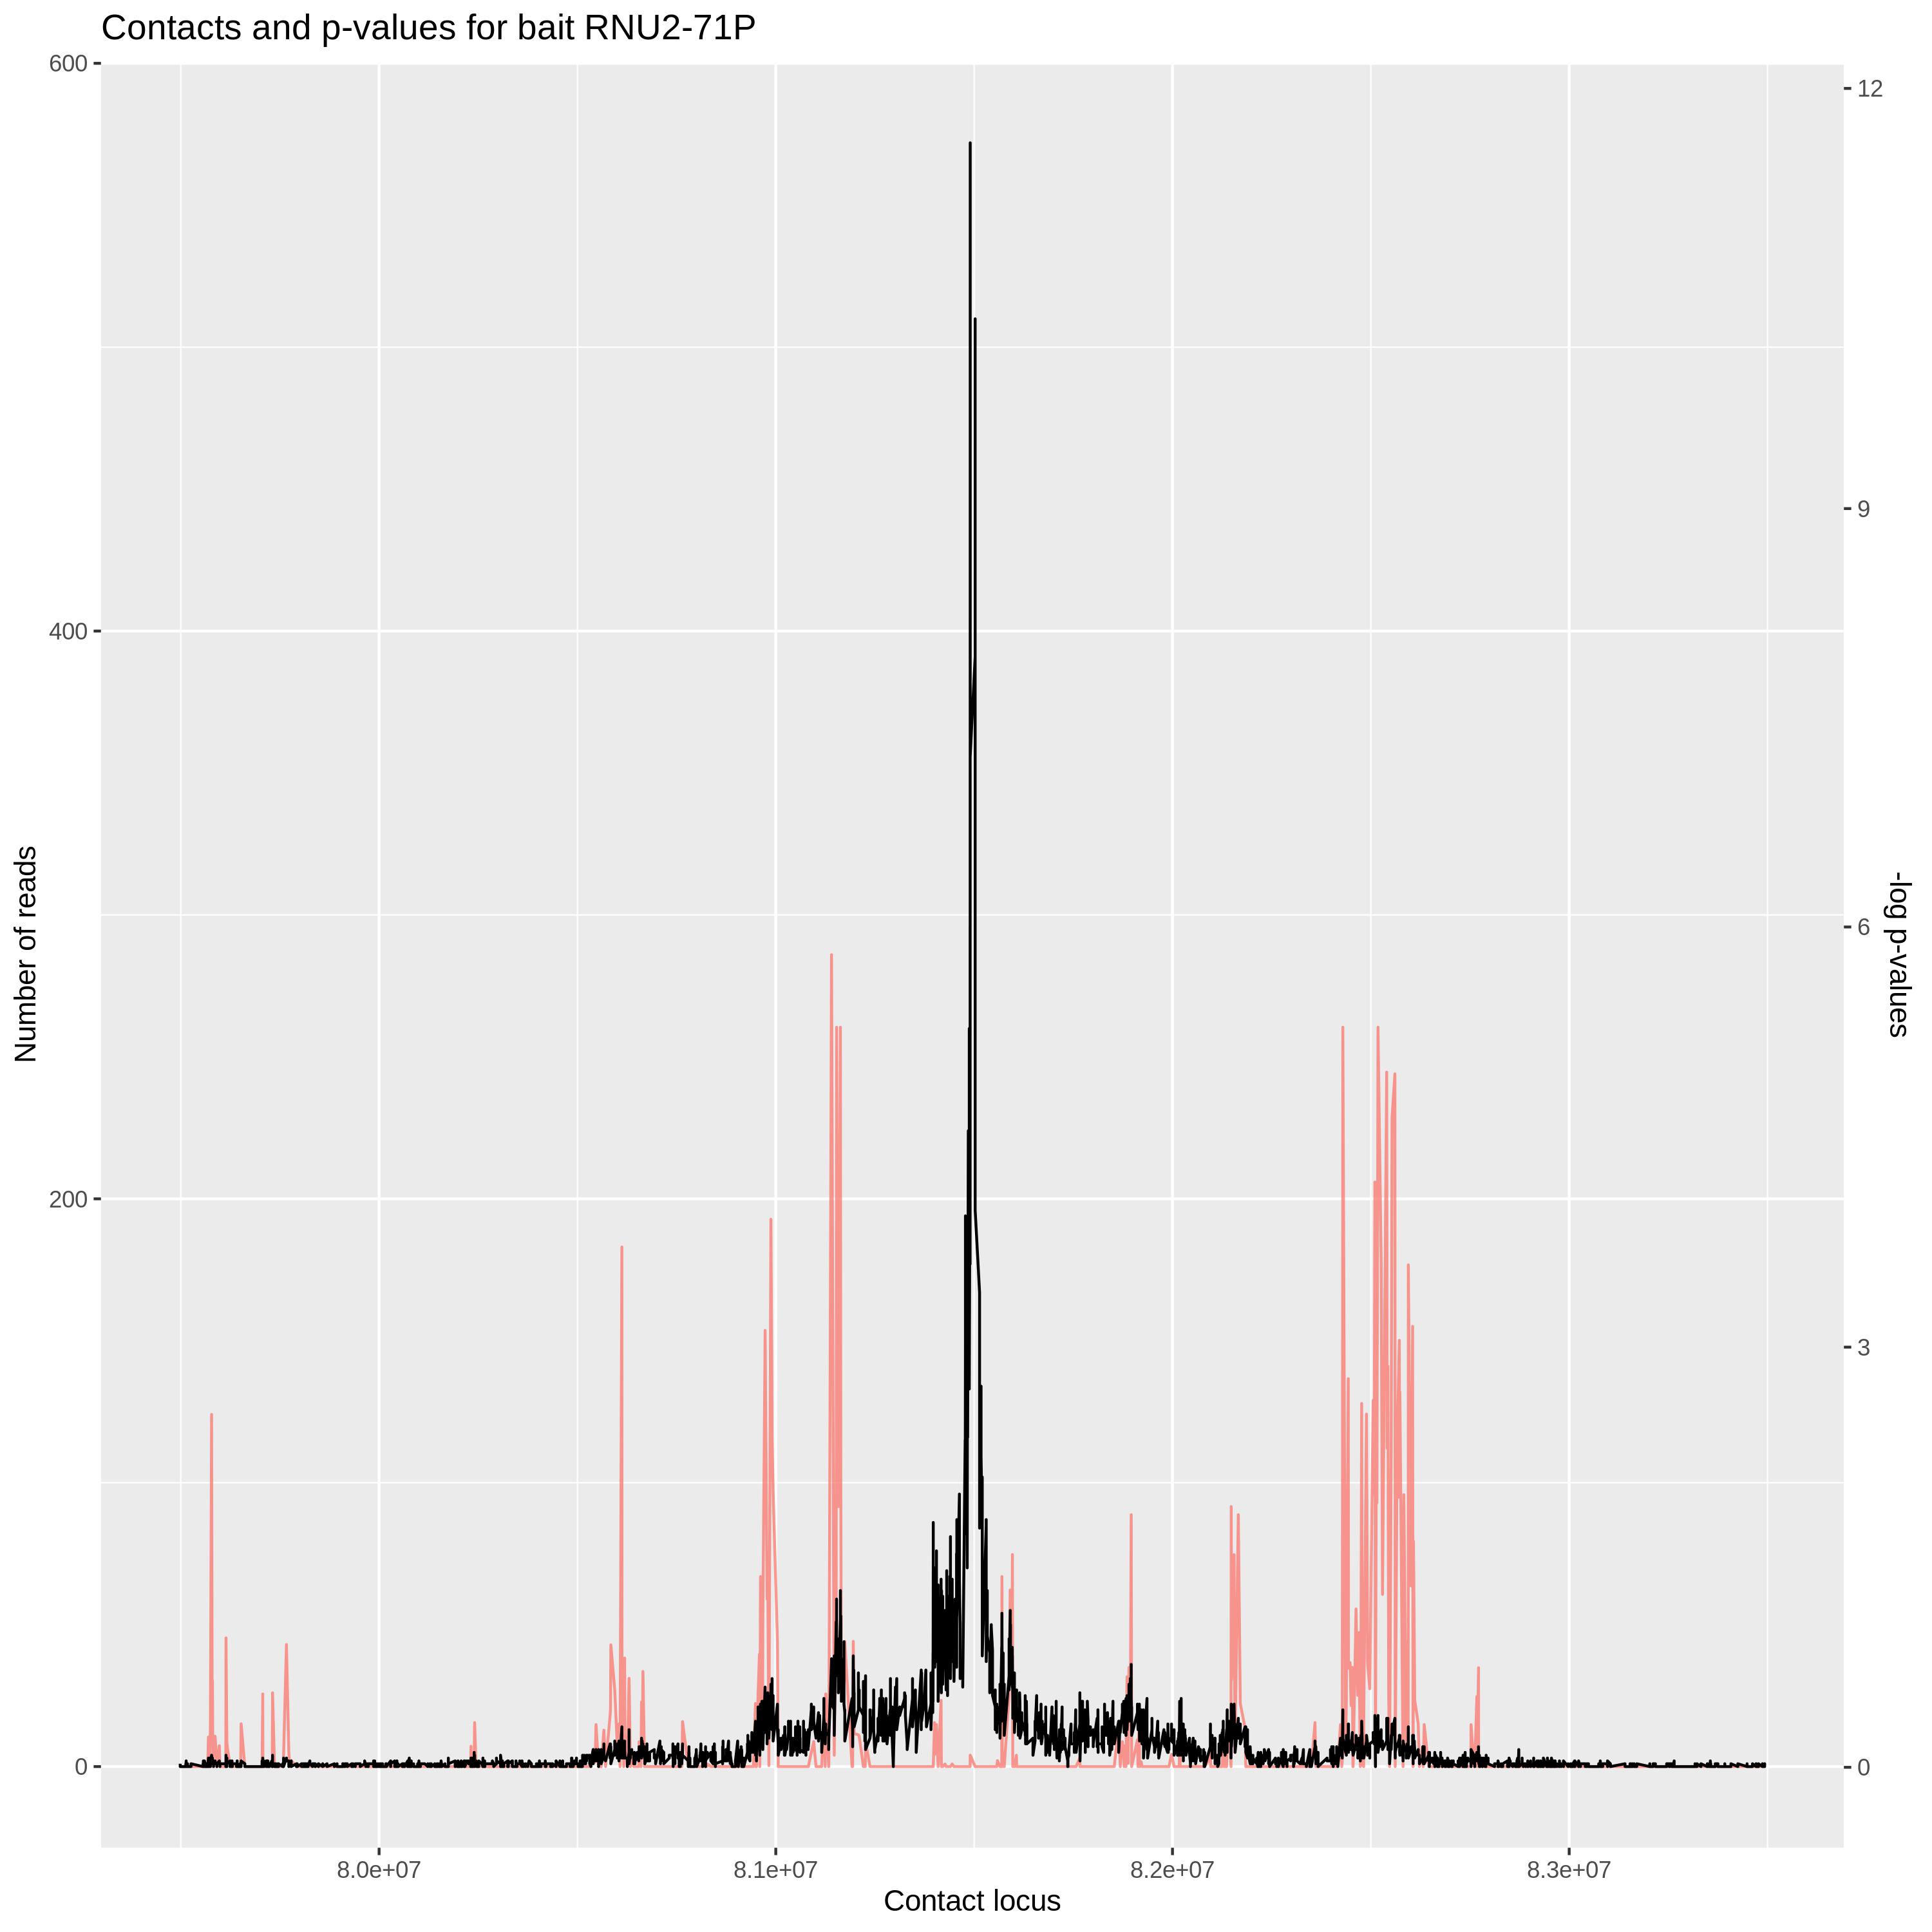 Contacts and p-values for bait RNU2-71P
600
400
200
0
Number of reads
12
9
6
3
0
-log p-values
8.0e+07
8.1e+07
8.2e+07
8.3e+07
Contact locus